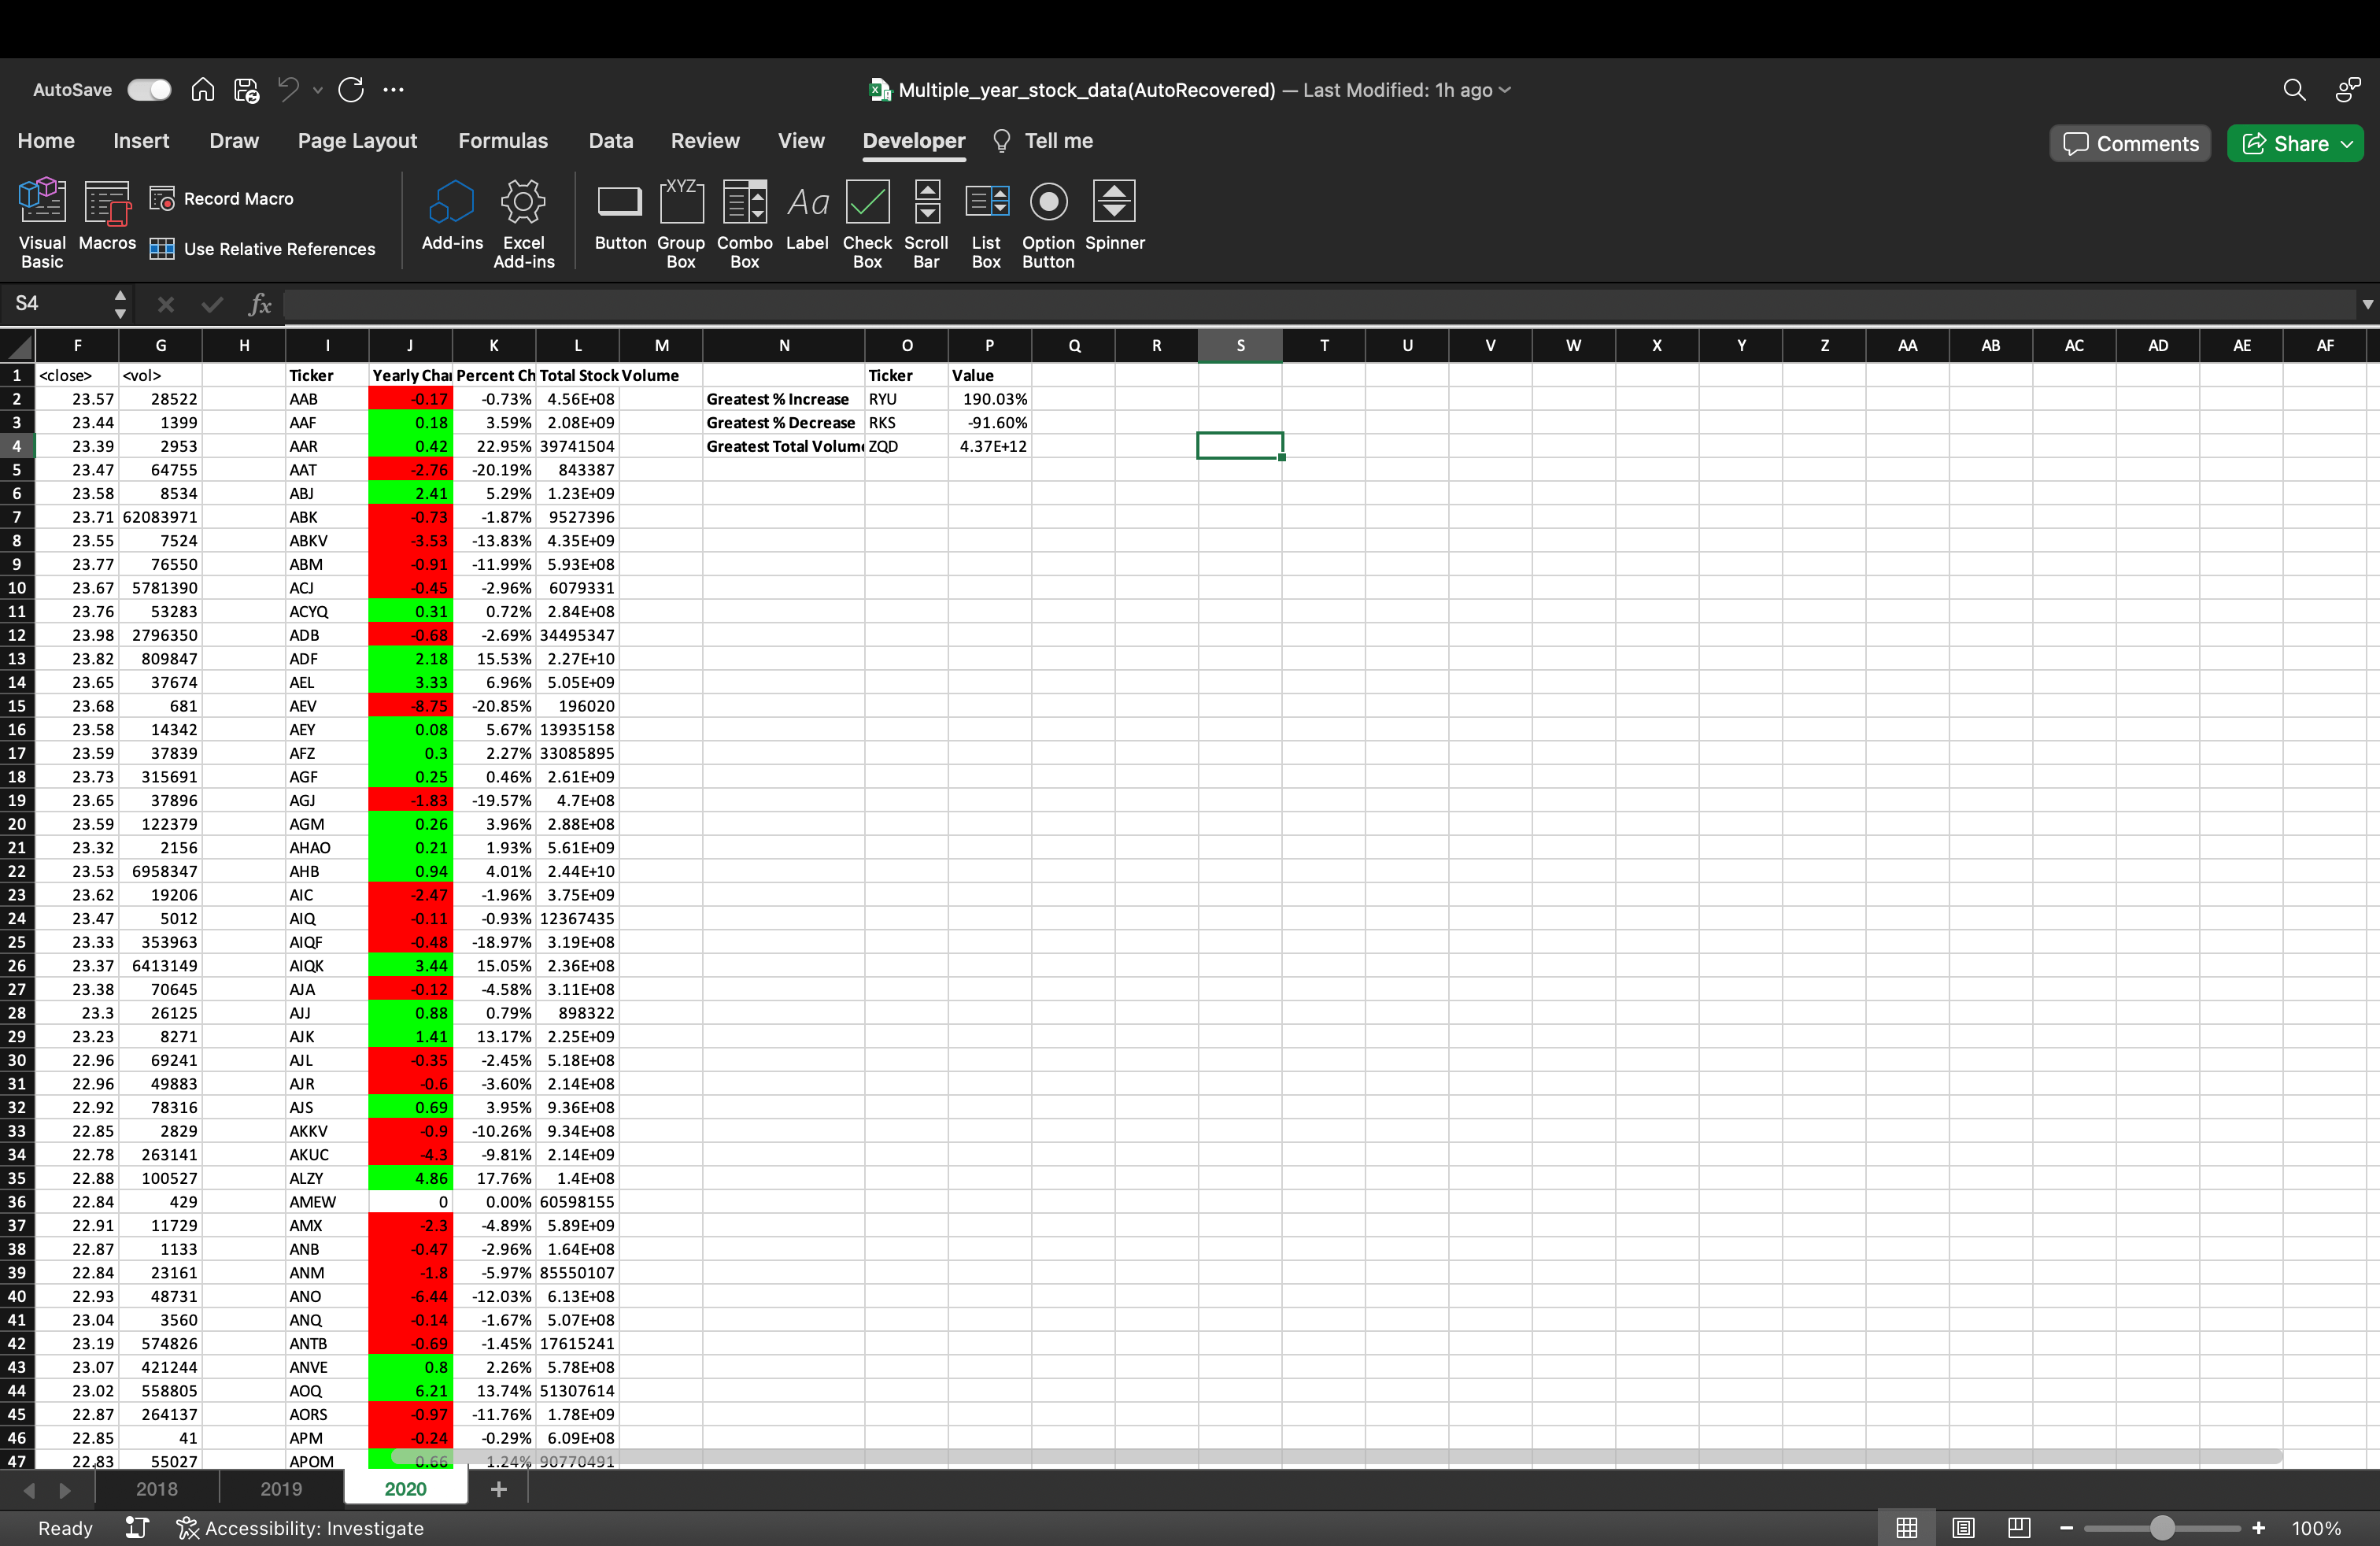 AutoSave
Multiple_year_stock_data(AutoRecovered) — Last Modified: 1h ago
Home Insert Draw Page Layout Formulas Data Review View Developer Tell me Comments Share
Visual Basic Macros Record Macro Use Relative References Add-ins Excel Add-ins Button Group Box Combo Box Label Check Box Scroll Bar List Box Option Button Spinner
XYZ Aa
S4 fx
F G H I J K L M N O P Q R S T U V W X Y Z AA AB AC AD AE AF
1 <close> <vol> Ticker Yearly Char Percent Ch Total Stock Volume Ticker Value
2 23.57 28522 AAB -0.17 -0.73% 4.56E+08 Greatest % Increase RYU 190.03%
3 23.44 1399 AAF 0.18 3.59% 2.08E+09 Greatest % Decrease RKS -91.60%
4 23.39 2953 AAR 0.42 22.95% 39741504 Greatest Total Volume ZQD 4.37E+12
5 23.47 64755 AAT -2.76 -20.19% 843387
6 23.58 8534 ABJ 2.41 5.29% 1.23E+09
7 23.71 62083971 ABK -0.73 -1.87% 9527396
8 23.55 7524 ABKV -3.53 -13.83% 4.35E+09
9 23.77 76550 ABM -0.91 -11.99% 5.93E+08
10 23.67 5781390 ACJ -0.45 -2.96% 6079331
11 23.76 53283 ACYQ 0.31 0.72% 2.84E+08
12 23.98 2796350 ADB -0.68 -2.69% 34495347
13 23.82 809847 ADF 2.18 15.53% 2.27E+10
14 23.65 37674 AEL 3.33 6.96% 5.05E+09
15 23.68 681 AEV -8.75 -20.85% 196020
16 23.58 14342 AEY 0.08 5.67% 13935158
17 23.59 37839 AFZ 0.3 2.27% 33085895
18 23.73 315691 AGF 0.25 0.46% 2.61E+09
19 23.65 37896 AGJ -1.83 -19.57% 4.7E+08
20 23.59 122379 AGM 0.26 3.96% 2.88E+08
21 23.32 2156 AHAO 0.21 1.93% 5.61E+09
22 23.53 6958347 AHB 0.94 4.01% 2.44E+10
23 23.62 19206 AIC -2.47 -1.96% 3.75E+09
24 23.47 5012 AIQ -0.11 -0.93% 12367435
25 23.33 353963 AIQF -0.48 -18.97% 3.19E+08
26 23.37 6413149 AIQK 3.44 15.05% 2.36E+08
27 23.38 70645 AJA -0.12 -4.58% 3.11E+08
28 23.3 26125 AJJ 0.88 0.79% 898322
29 23.23 8271 AJK 1.41 13.17% 2.25E+09
30 22.96 69241 AJL -0.35 -2.45% 5.18E+08
31 22.96 49883 AJR -0.6 -3.60% 2.14E+08
32 22.92 78316 AJS 0.69 3.95% 9.36E+08
33 22.85 2829 AKKV -0.9 -10.26% 9.34E+08
34 22.78 263141 AKUC -4.3 -9.81% 2.14E+09
35 22.88 100527 ALZY 4.86 17.76% 1.4E+08
36 22.84 429 AMEW 0 0.00% 60598155
37 22.91 11729 AMX -2.3 -4.89% 5.89E+09
38 22.87 1133 ANB -0.47 -2.96% 1.64E+08
39 22.84 23161 ANM -1.8 -5.97% 85550107
40 22.93 48731 ANO -6.44 -12.03% 6.13E+08
41 23.04 3560 ANQ -0.14 -1.67% 5.07E+08
42 23.19 574826 ANTB -0.69 -1.45% 17615241
43 23.07 421244 ANVE 0.8 2.26% 5.78E+08
44 23.02 558805 AOQ 6.21 13.74% 51307614
45 22.87 264137 AORS -0.97 -11.76% 1.78E+09
46 22.85 41 APM -0.24 -0.29% 6.09E+08
47 22.83 55027 APOM 0.66 1.24% 90770491
2018 2019 2020 +
Ready Accessibility: Investigate 100%